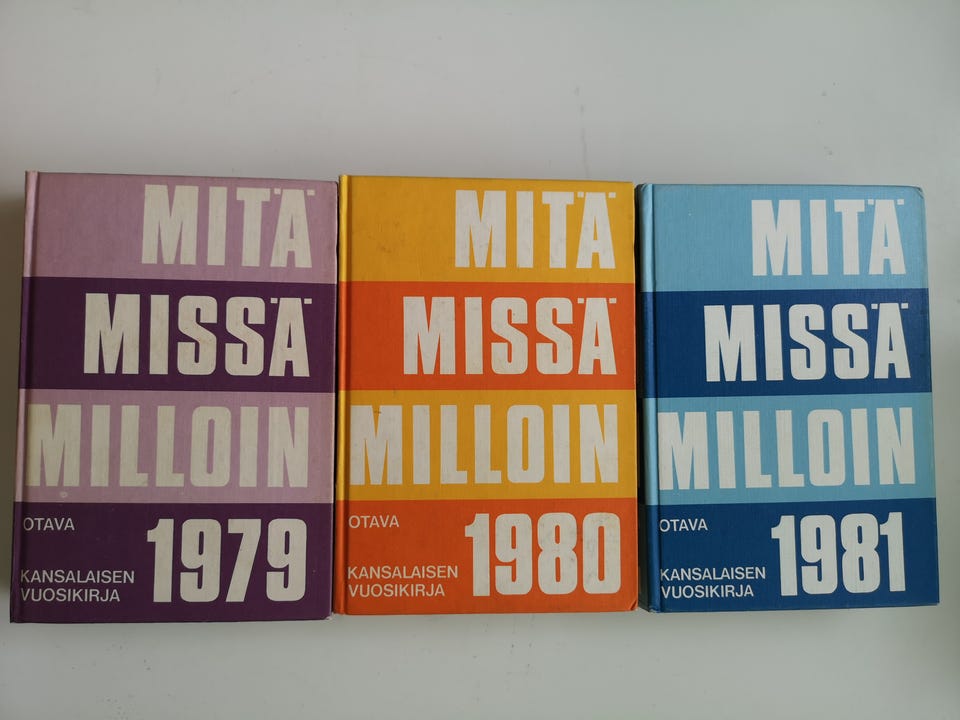 MITÄ
MISSÄ
MILLOIN
OTAVA
1979
KANSALAISEN
VUOSIKIRJA
MITÄ
MISSÄ
MILLOIN
OTAVA
1980
KANSALAISEN
VUOSIKIRJA
MITÄ
MISSÄ
MILLOIN
OTAVA
1981
KANSALAISEN
VUOSIKIRJA